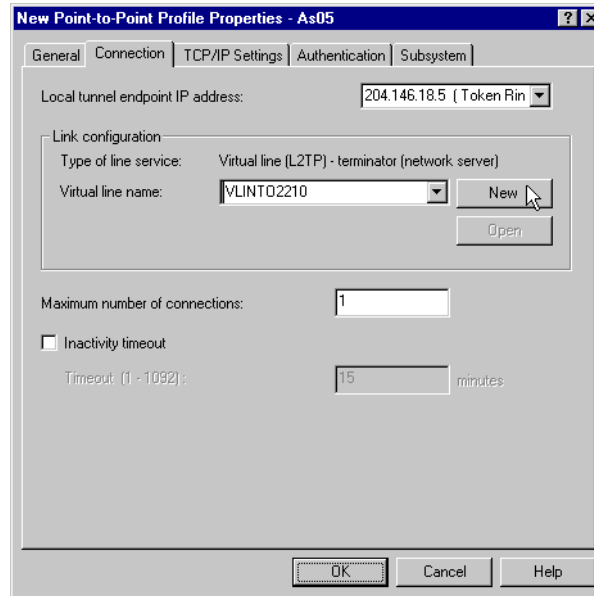 New Point-to-Point Profile Properties - As05
General Connection TCP/IP Settings Authentication Subsystem
Local tunnel endpoint IP address: 204.146.18.5 ( Token Rin
Link configuration
Type of line service: Virtual line (L2TP) - terminator (network server)
Virtual line name: VLINTO2210 New
Open
Maximum number of connections: 1
Inactivity timeout
Timeout (1 - 1092) : 15 minutes
OK Cancel Help